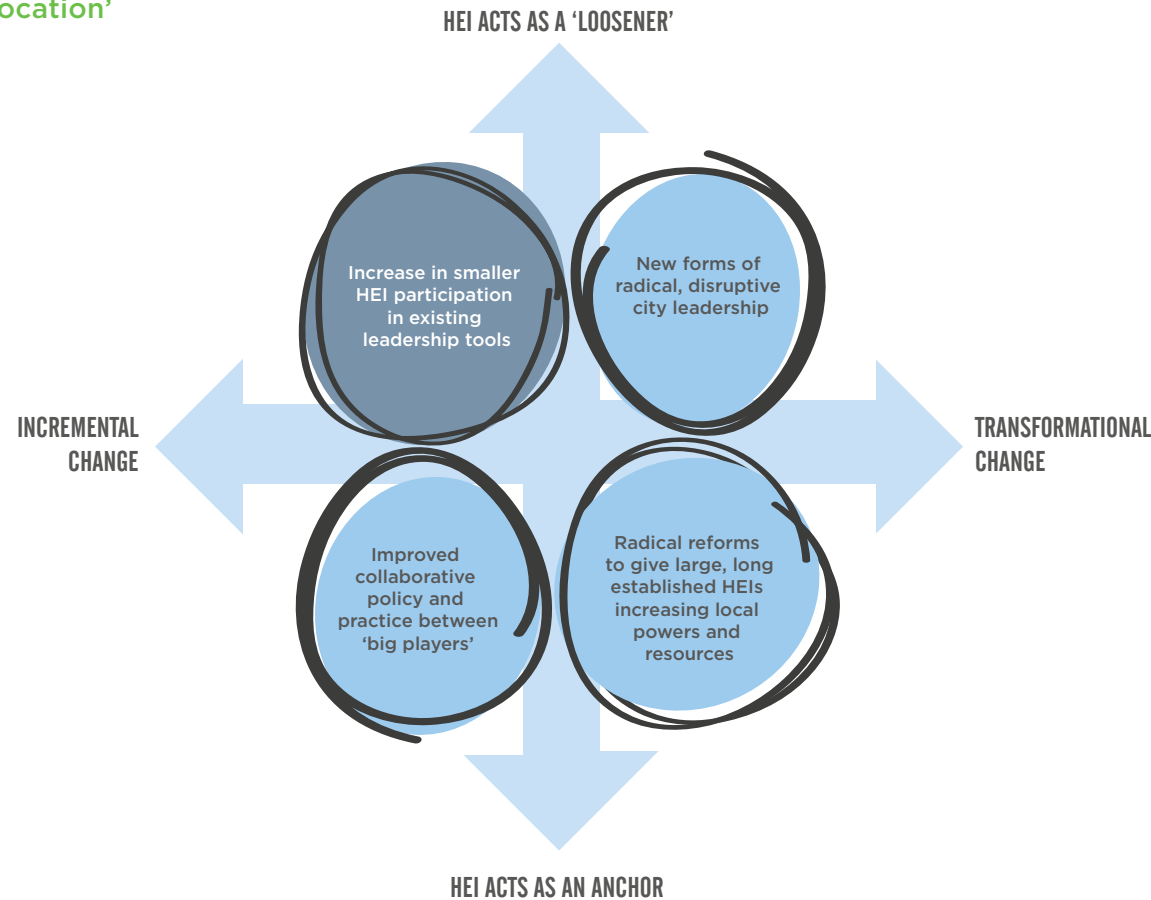 ocation’
HEI ACTS AS A ‘LOOSENER’
Increase in smaller
HEI participation
in existing
leadership tools
New forms of
radical, disruptive
city leadership
INCREMENTAL
CHANGE
TRANSFORMATIONAL
CHANGE
Improved
collaborative
policy and
practice between
‘big players’
Radical reforms
to give large, long
established HEIs
increasing local
powers and
resources
HEI ACTS AS AN ANCHOR